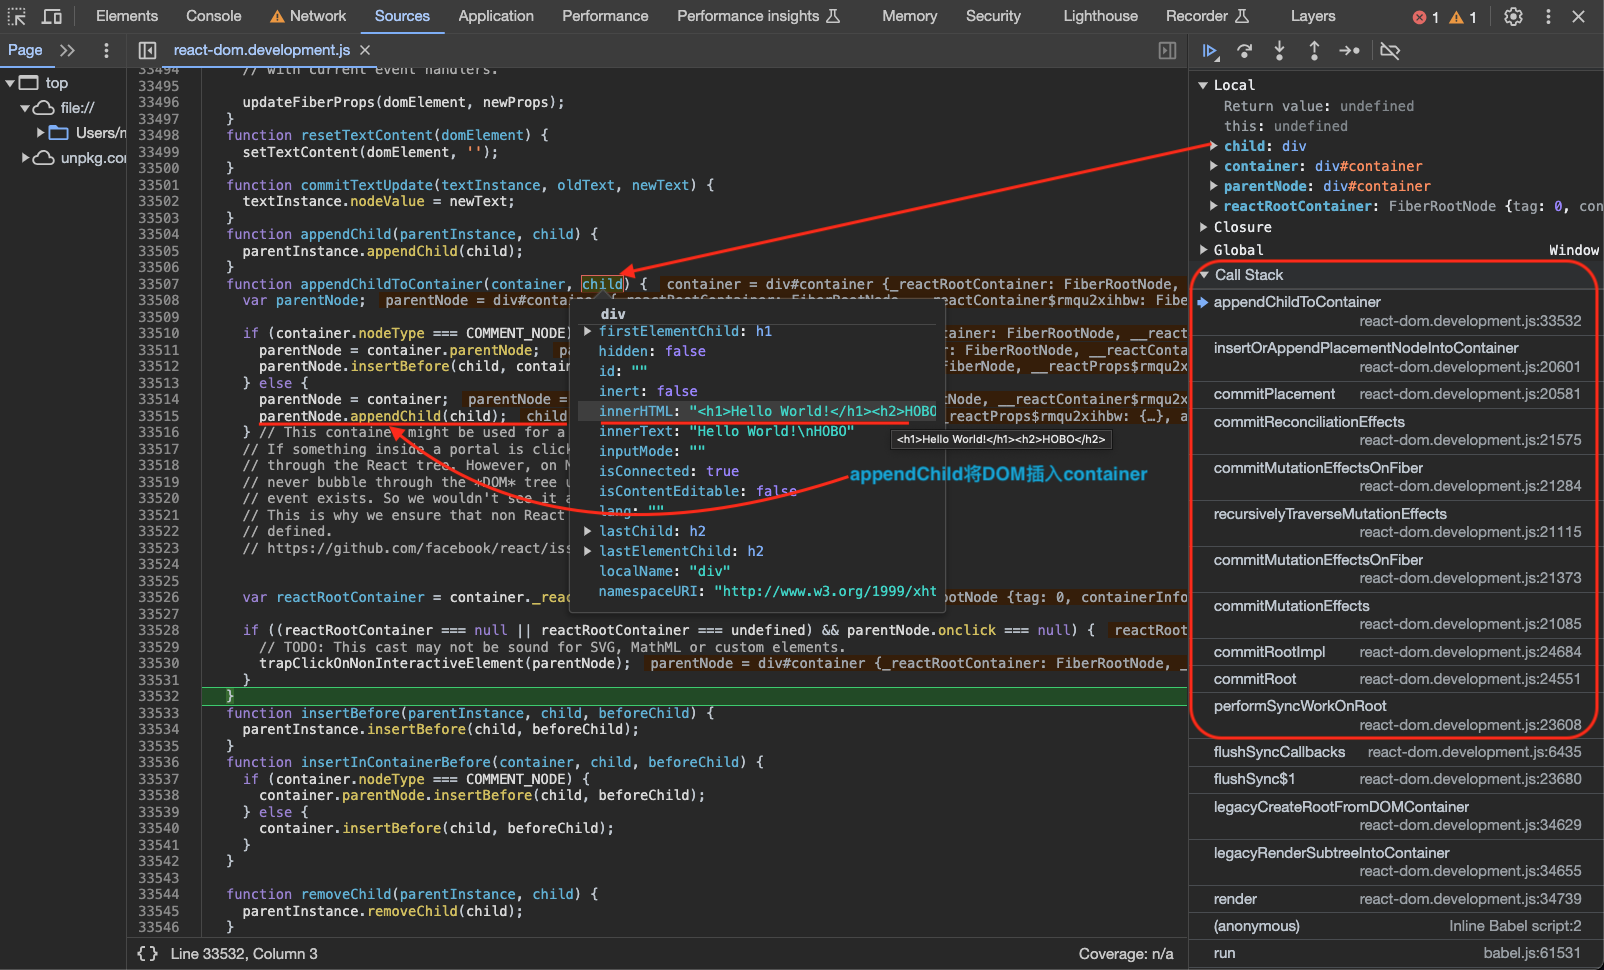 Elements Console Network Sources Application Performance Performance insights Memory Security Lighthouse Recorder Layers 1 1
Page
react-dom.development.js
top
file://
Users/n
unpkg.co
33494 // with current event handlers.
33495
33496 updateFiberProps(domElement, newProps);
33497 }
33498 function resetTextContent(domElement) {
33499 setTextContent(domElement, '');
33500 }
33501 function commitTextUpdate(textInstance, oldText, newText) {
33502 textInstance.nodeValue = newText;
33503 }
33504 function appendChild(parentInstance, child) {
33505 parentInstance.appendChild(child);
33506 }
33507 function appendChildToContainer(container, child) { container = div#container {_reactRootContainer: FiberRootNode,
33508 var parentNode; parentNode = div#conta
33510 if (container.nodeType === COMMENT_NODE) ontainer: FiberRootNode, __reac
33511 parentNode = container.parentNode; : FiberRootNode, __reactConta
33512 parentNode.insertBefore(child, contain berNode, __reactProps$rmqu2x
33513 } else {
33514 parentNode = container; parentNode = er: FiberRootNode, __reactContainer$r
33515 parentNode.appendChild(child); child _reactProps$rmqu2xihbw: {…}, a
33516 } // This container might be used for a
33517 // If something inside a portal is clic
33518 // through the React tree. However, on M
33519 // never bubble through the *DOM* tree u
33520 // event exists. So we wouldn't see it a
33521 // This is why we ensure that non React
33522 // defined.
33523 // https://github.com/facebook/react/iss
33524
33525
33526 var reactRootContainer = container._reac ootNode {tag: 0, containerInfo
33527
33528 if ((reactRootContainer === null || reactRootContainer === undefined) && parentNode.onclick === null) { reactRoot
33529 // TODO: This cast may not be sound for SVG, MathML or custom elements.
33530 trapClickOnNonInteractiveElement(parentNode); parentNode = div#container {_reactRootContainer: FiberRootNode, _
33531 }
33532 }
33533 function insertBefore(parentInstance, child, beforeChild) {
33534 parentInstance.insertBefore(child, beforeChild);
33535 }
33536 function insertInContainerBefore(container, child, beforeChild) {
33537 if (container.nodeType === COMMENT_NODE) {
33538 container.parentNode.insertBefore(child, beforeChild);
33539 } else {
33540 container.insertBefore(child, beforeChild);
33541 }
33542 }
33543
33544 function removeChild(parentInstance, child) {
33545 parentInstance.removeChild(child);
33546 }
div
firstElementChild: h1
hidden: false
id: ""
inert: false
innerHTML: "<h1>Hello World!</h1><h2>HOBO
innerText: "Hello World!\nHOBO"
<h1>Hello World!</h1><h2>HOBO</h2>
inputMode: ""
isConnected: true
appendChild将DOM插入container
isContentEditable: false
lang: ""
lastChild: h2
lastElementChild: h2
localName: "div"
namespaceURI: "http://www.w3.org/1999/xht
{ } Line 33532, Column 3 Coverage: n/a
Local
Return value: undefined
this: undefined
child: div
container: div#container
parentNode: div#container
reactRootContainer: FiberRootNode {tag: 0, con
Closure
Global Window
Call Stack
appendChildToContainer
react-dom.development.js:33532
insertOrAppendPlacementNodeIntoContainer
react-dom.development.js:20601
commitPlacement react-dom.development.js:20581
commitReconciliationEffects
react-dom.development.js:21575
commitMutationEffectsOnFiber
react-dom.development.js:21284
recursivelyTraverseMutationEffects
react-dom.development.js:21115
commitMutationEffectsOnFiber
react-dom.development.js:21373
commitMutationEffects
react-dom.development.js:21085
commitRootImpl react-dom.development.js:24684
commitRoot react-dom.development.js:24551
performSyncWorkOnRoot
react-dom.development.js:23608
flushSyncCallbacks react-dom.development.js:6435
flushSync$1 react-dom.development.js:23680
legacyCreateRootFromDOMContainer
react-dom.development.js:34629
legacyRenderSubtreeIntoContainer
react-dom.development.js:34655
render react-dom.development.js:34739
(anonymous) Inline Babel script:2
run babel.js:61531